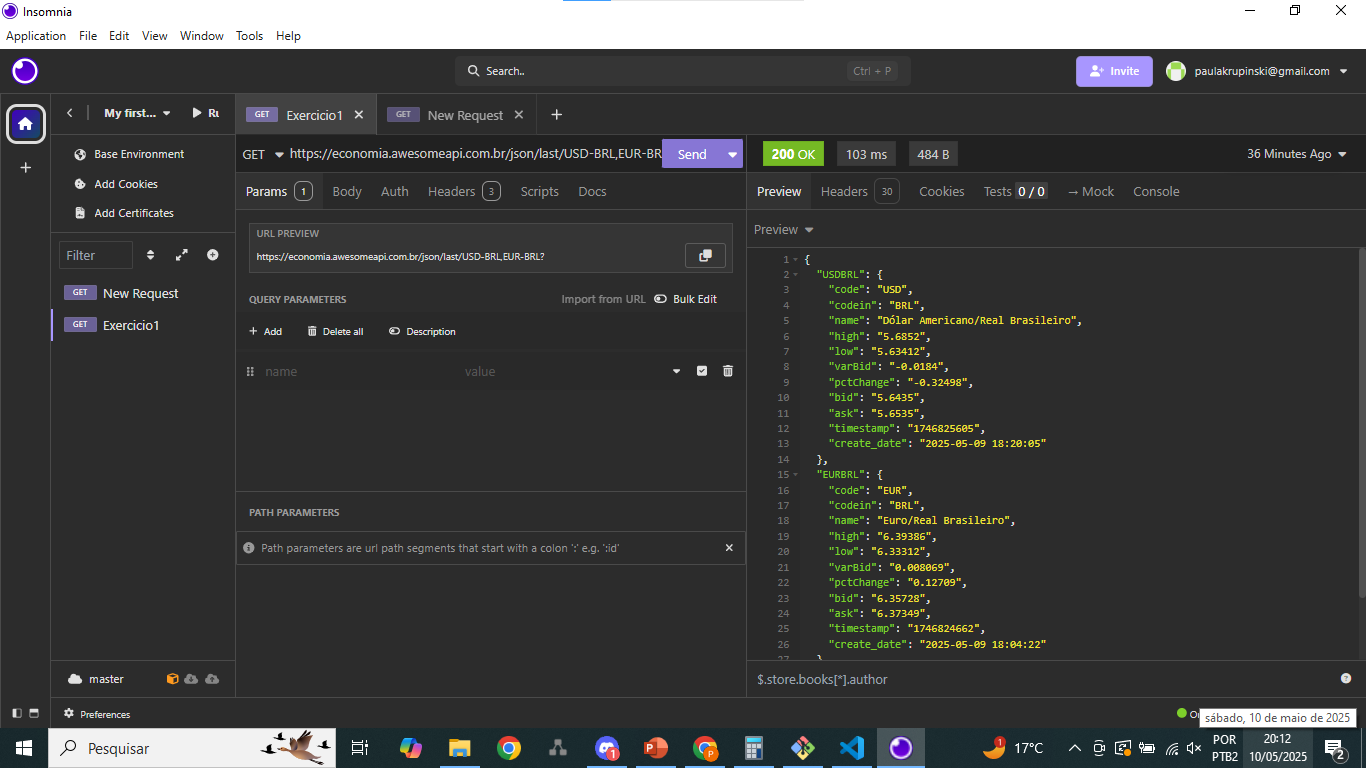 Insomnia
Application File Edit View Window Tools Help
Search.. Ctrl + P
Invite
paulakrupinski@gmail.com
My first...
GET Exercicio1
GET New Request
Base Environment
Add Cookies
Add Certificates
Filter
GET New Request
GET Exercicio1
master
GET https://economia.awesomeapi.com.br/json/last/USD-BRL,EUR-BR
Send
Params 1 Body Auth Headers 3 Scripts Docs
URL PREVIEW
https://economia.awesomeapi.com.br/json/last/USD-BRL,EUR-BRL?
QUERY PARAMETERS Import from URL Bulk Edit
Add Delete all Description
name value
PATH PARAMETERS
Path parameters are url path segments that start with a colon ':' e.g. ':id'
200 OK 103 ms 484 B 36 Minutes Ago
Preview Headers 30 Cookies Tests 0 / 0 → Mock Console
Preview
1 {
2 "USDBRL": {
3 "code": "USD",
4 "codein": "BRL",
5 "name": "Dólar Americano/Real Brasileiro",
6 "high": "5.6852",
7 "low": "5.63412",
8 "varBid": "-0.0184",
9 "pctChange": "-0.32498",
10 "bid": "5.6435",
11 "ask": "5.6535",
12 "timestamp": "1746825605",
13 "create_date": "2025-05-09 18:20:05"
14 },
15 "EURBRL": {
16 "code": "EUR",
17 "codein": "BRL",
18 "name": "Euro/Real Brasileiro",
19 "high": "6.39386",
20 "low": "6.33312",
21 "varBid": "0.008069",
22 "pctChange": "0.12709",
23 "bid": "6.35728",
24 "ask": "6.37349",
25 "timestamp": "1746824662",
26 "create_date": "2025-05-09 18:04:22"
27 }
$.store.books[*].author
Preferences
sábado, 10 de maio de 2025
Pesquisar
1
1
17°C
POR
PTB2
20:12
10/05/2025
2